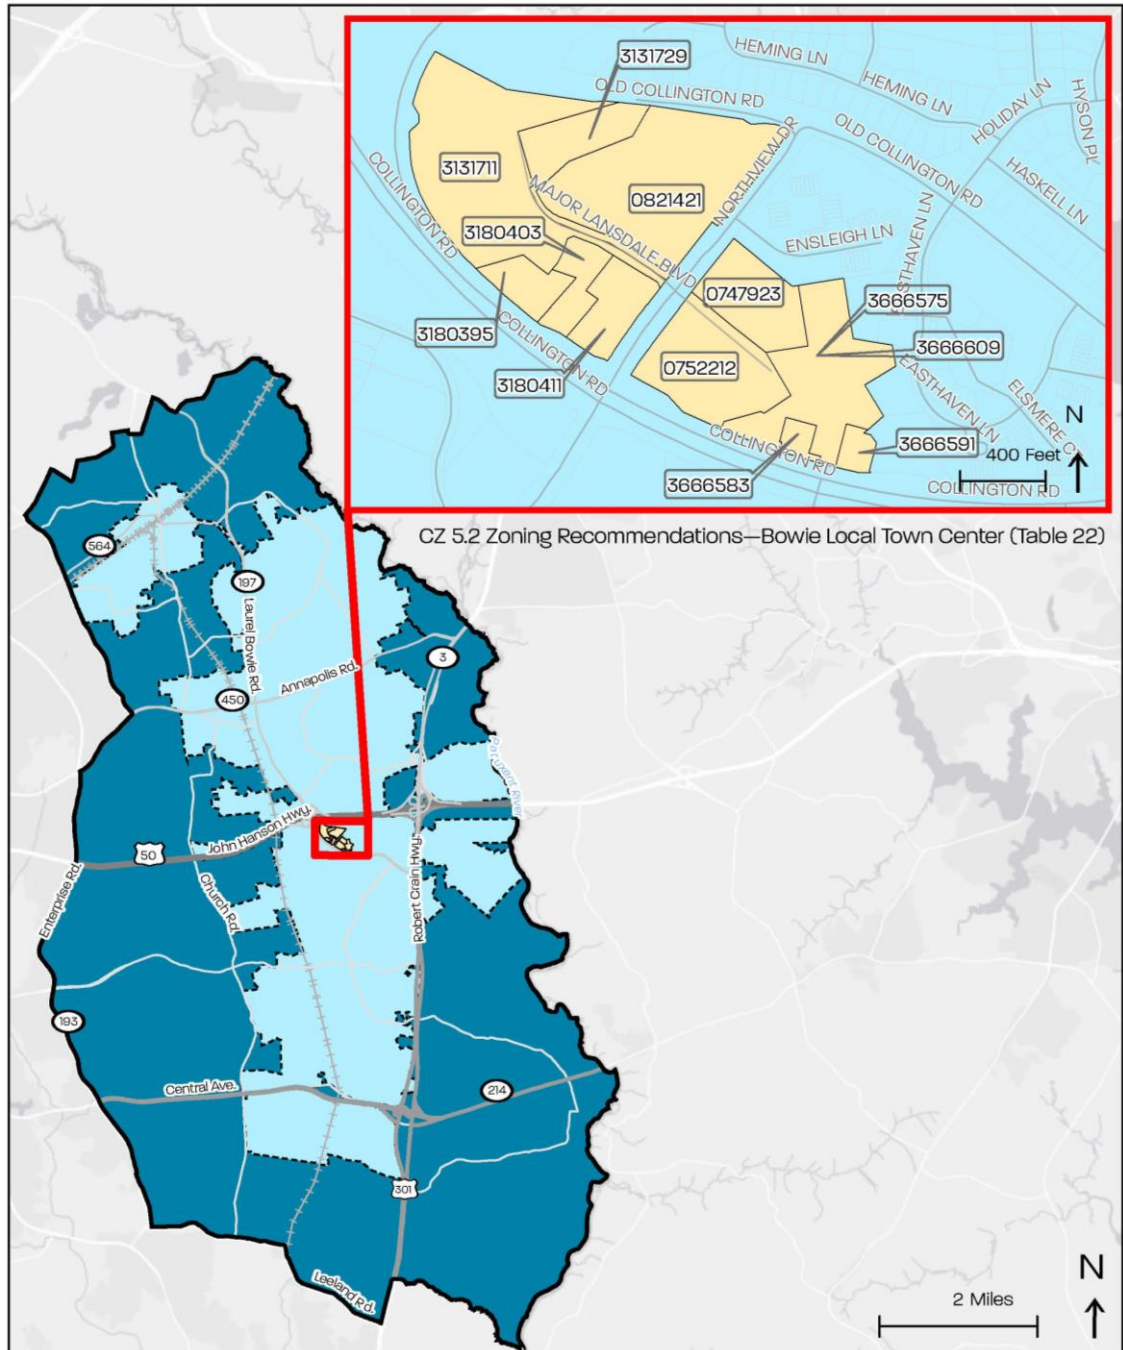 HEMING LN
3131729
OLD COLLINGTON RD
HEMING LN
HOLIDAY LN
HYSON PL
OLD COLLINGTON RD
HASKELL LN
NORTHVIEW DR
COLLINGTON RD
3131711
MAJOR LANSDALE BLVD
0821421
3180403
ENSLEIGH LN
EASTHAVEN LN
0747923
3666575
3180395
COLLINGTON RD
3666609
0752212
3180411
EASTHAVEN LN
ELSMERE C
N
COLLINGTON RD
3666591
400 Feet
3666583
COLLINGTON RD
CZ 5.2 Zoning Recommendations—Bowie Local Town Center (Table 22)
564
197
Laurel Bowie Rd.
3
Annapolis Rd.
450
Patuxent River
John Hanson Hwy.
50
Enterprise Rd.
Church Rd.
Robert Crain Hwy.
193
Central Ave.
214
301
Leeland Rd.
N
2 Miles